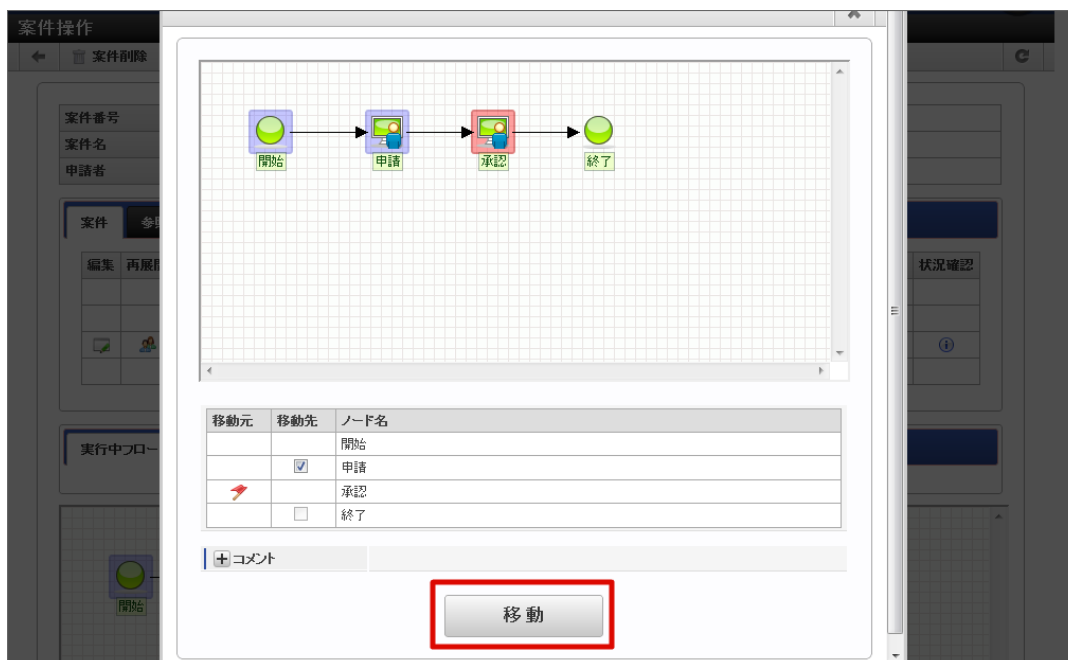 案件操作
案件削除
案件番号
案件名
申請者
案件
編集 再展
状況確認
実行中フロー
開始
開始 申請 承認 終了
移動元 移動先 ノード名
開始
申請
承認
終了
コメント
移動